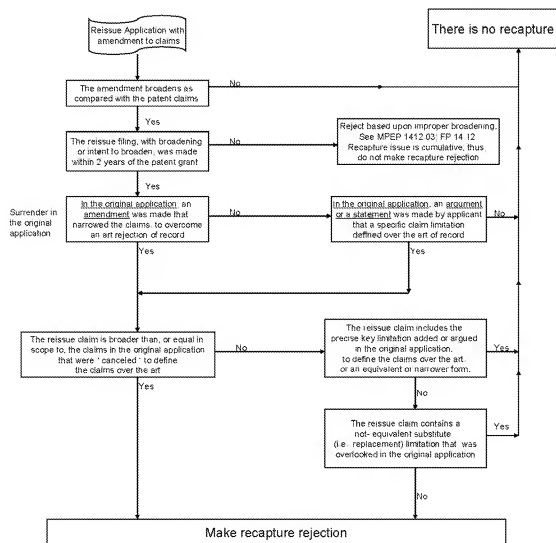 Reissue Application with
amendment to claims
There is no recapture
The amendment broadens as
compared with the patent claims
No
Yes
The reissue filing, with broadening
or intent to broaden, was made
within 2 years of the patent grant
No
Reject based upon improper broadening.
See MPEP 1412.03; FP 14.12
Recapture issue is cumulative, thus
do not make recapture rejection
Yes
Surrender in
the original
application
In the original application, an
amendment was made that
narrowed the claims, to overcome
an art rejection of record
No
In the original application, an argument
or a statement was made by applicant
that a specific claim limitation
defined over the art of record
No
Yes
Yes
The reissue claim is broader than, or equal in
scope to, the claims in the original application
that were "canceled" to define
the claims over the art
No
The reissue claim includes the
precise key limitation added or argued
in the original application,
to define the claims over the art,
or an equivalent or narrower form.
Yes
Yes
No
The reissue claim contains a
not- equivalent substitute
(i.e. replacement) limitation that was
overlooked in the original application
Yes
No
Make recapture rejection